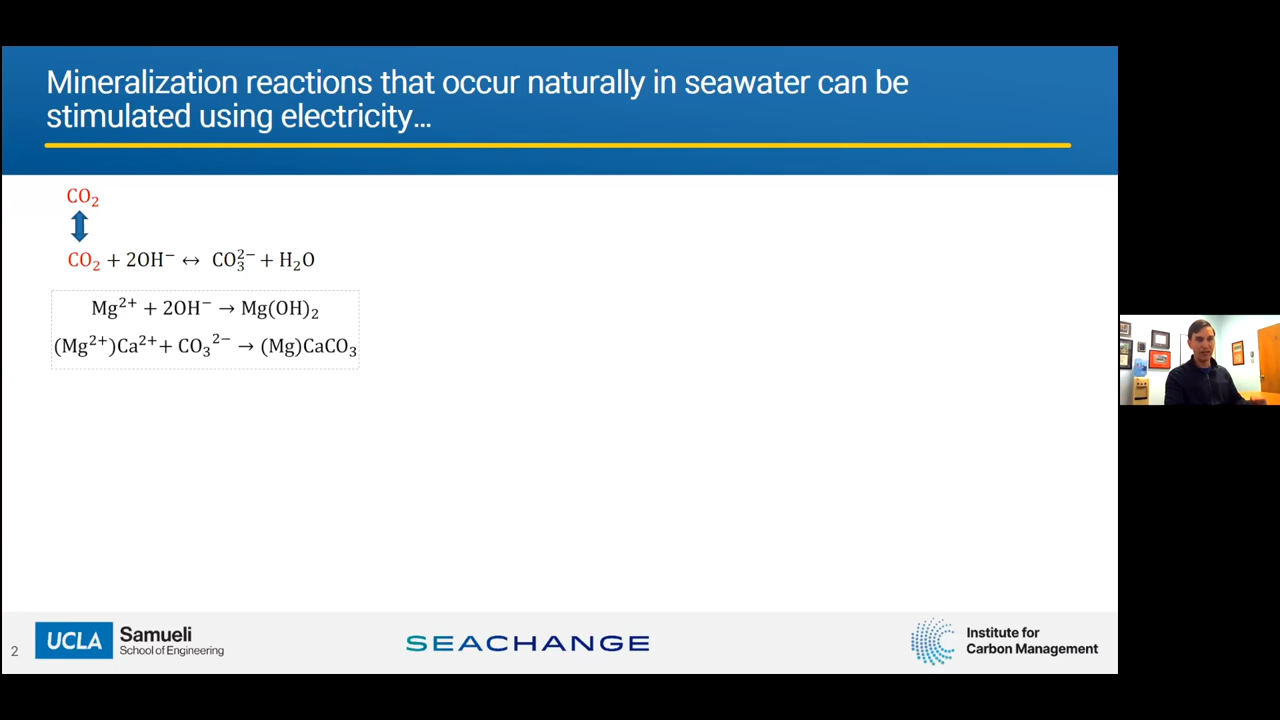 Mineralization reactions that occur naturally in seawater can be
stimulated using electricity…
CO₂
CO₂ + 2OH⁻ ↔ CO₃²⁻ + H₂O
Mg²⁺ + 2OH⁻ → Mg(OH)₂
(Mg²⁺)Ca²⁺+ CO₃²⁻ → (Mg)CaCO₃
2
UCLA
Samueli
School of Engineering
SEACHANGE
Institute for
Carbon Management